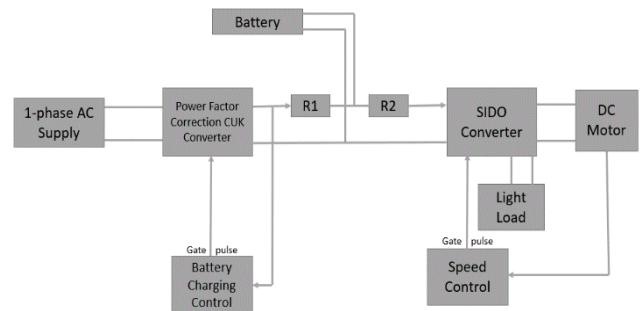 Battery
1-phase AC
Supply
Power Factor
Correction CUK
Converter
R1
R2
SIDO
Converter
DC
Motor
Light
Load
Gate pulse
Battery
Charging
Control
Gate pulse
Speed
Control